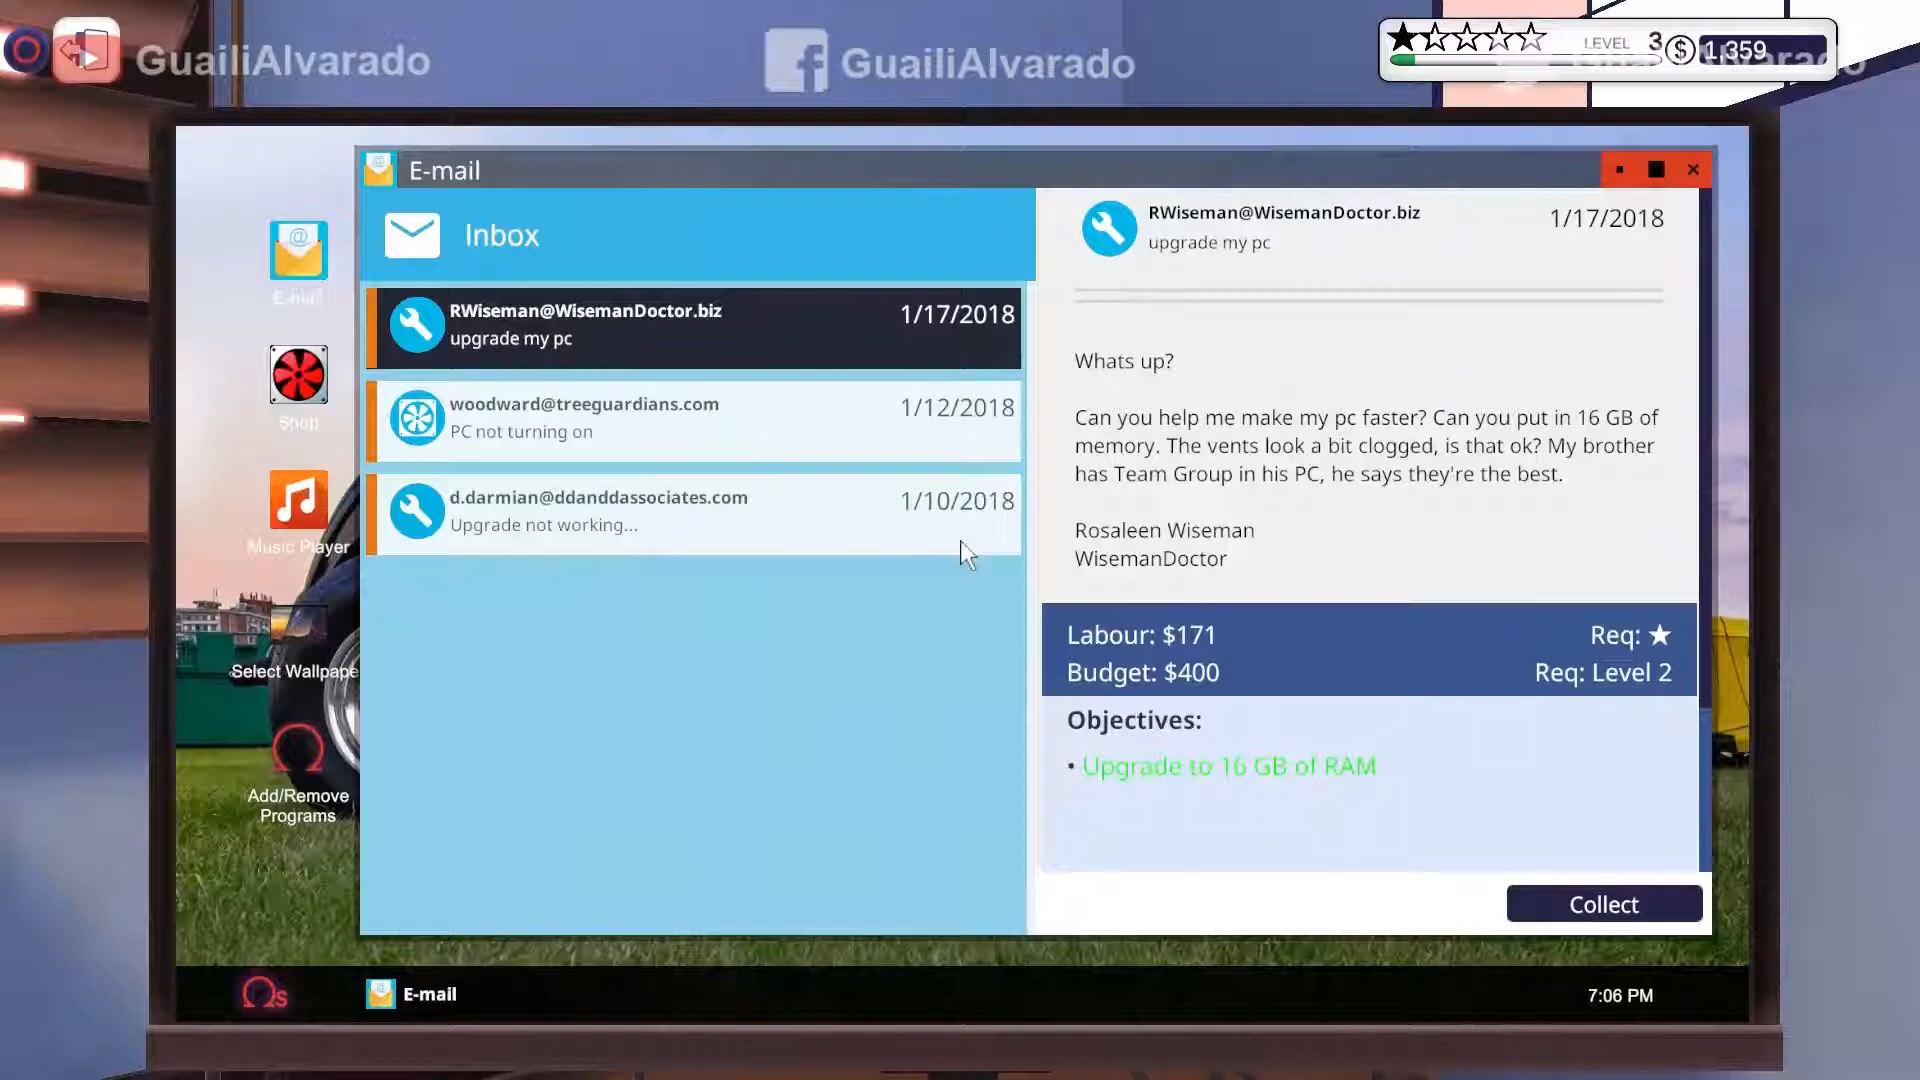 GuailiAlvarado
GuailiAlvarado
LEVEL 3
$ 1,359
E-mail
Inbox
RWiseman@WisemanDoctor.biz
upgrade my pc
1/17/2018
woodward@treeguardians.com
PC not turning on
1/12/2018
d.darmian@ddanddassociates.com
Upgrade not working...
1/10/2018
RWiseman@WisemanDoctor.biz
upgrade my pc
1/17/2018
Whats up?
Can you help me make my pc faster? Can you put in 16 GB of
memory. The vents look a bit clogged, is that ok? My brother
has Team Group in his PC, he says they're the best.
Rosaleen Wiseman
WisemanDoctor
Labour: $171
Req: ★
Budget: $400
Req: Level 2
Objectives:
• Upgrade to 16 GB of RAM
Collect
E-mail
Shop
Music Player
Select Wallpape
Add/Remove
Programs
Ωs
E-mail
7:06 PM